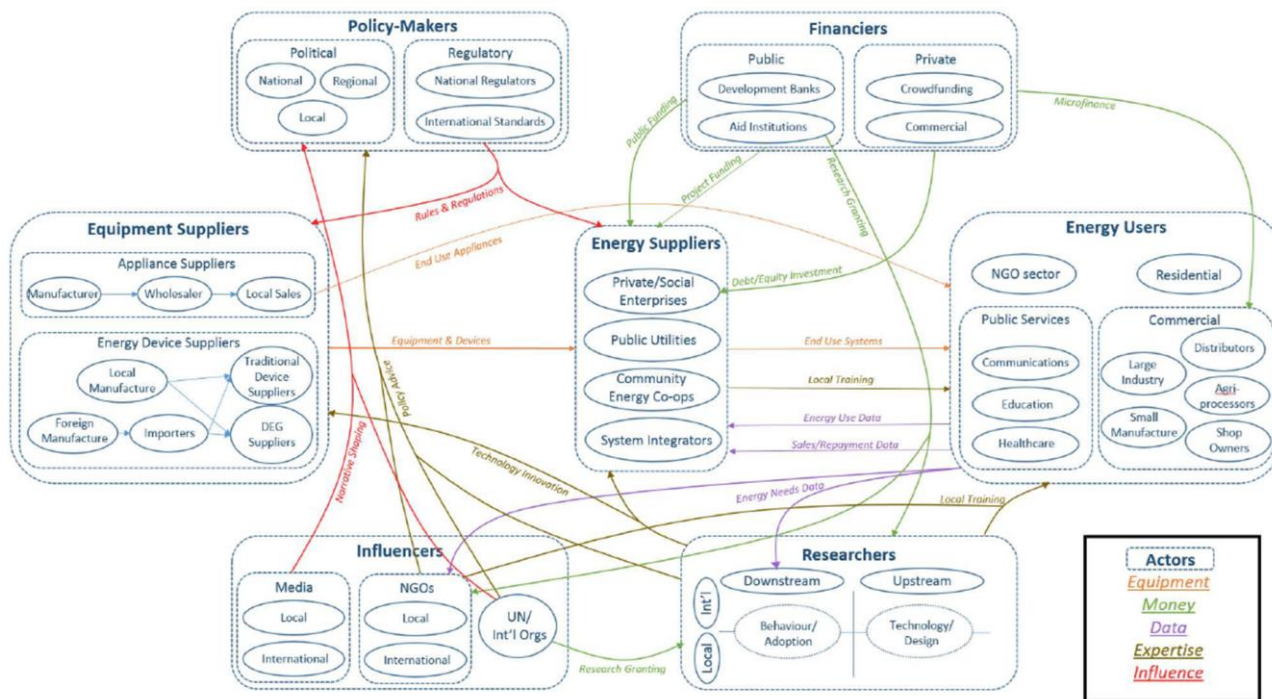 Policy-Makers
Political
National
Regional
Local
Regulatory
National Regulators
International Standards
Financiers
Public
Development Banks
Aid Institutions
Private
Crowdfunding
Commercial
Public Funding
Project Funding
Research Granting
Microfinance
Rules & Regulations
End Use Appliances
Debt/Equity Investment
Equipment Suppliers
Appliance Suppliers
Manufacturer
Wholesaler
Local Sales
Energy Device Suppliers
Local
Manufacture
Traditional
Device
Suppliers
Foreign
Manufacture
Importers
DEG
Suppliers
Equipment & Devices
Policy Advice
Narrative Shaping
Technology Innovation
Energy Suppliers
Private/Social
Enterprises
Public Utilities
Community
Energy Co-ops
System Integrators
End Use Systems
Local Training
Energy Use Data
Sales/Repayment Data
Energy Needs Data
Local Training
Energy Users
NGO sector
Residential
Public Services
Communications
Education
Healthcare
Commercial
Distributors
Large
Industry
Agri-
processors
Small
Manufacture
Shop
Owners
Influencers
Media
Local
International
NGOs
Local
International
UN/
Int'l Orgs
Research Granting
Researchers
Int'l
Local
Downstream
Upstream
Behaviour/
Adoption
Technology/
Design
Actors
Equipment
Money
Data
Expertise
Influence